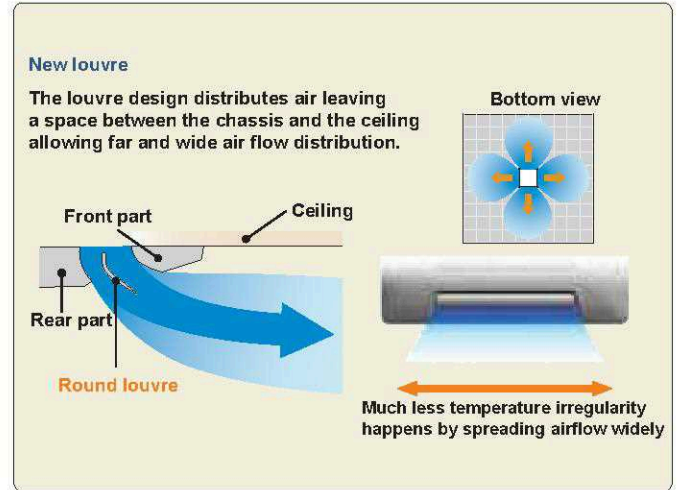 New louvre
The louvre design distributes air leaving
a space between the chassis and the ceiling
allowing far and wide air flow distribution.
Bottom view
Front part
Ceiling
Rear part
Round louvre
Much less temperature irregularity
happens by spreading airflow widely